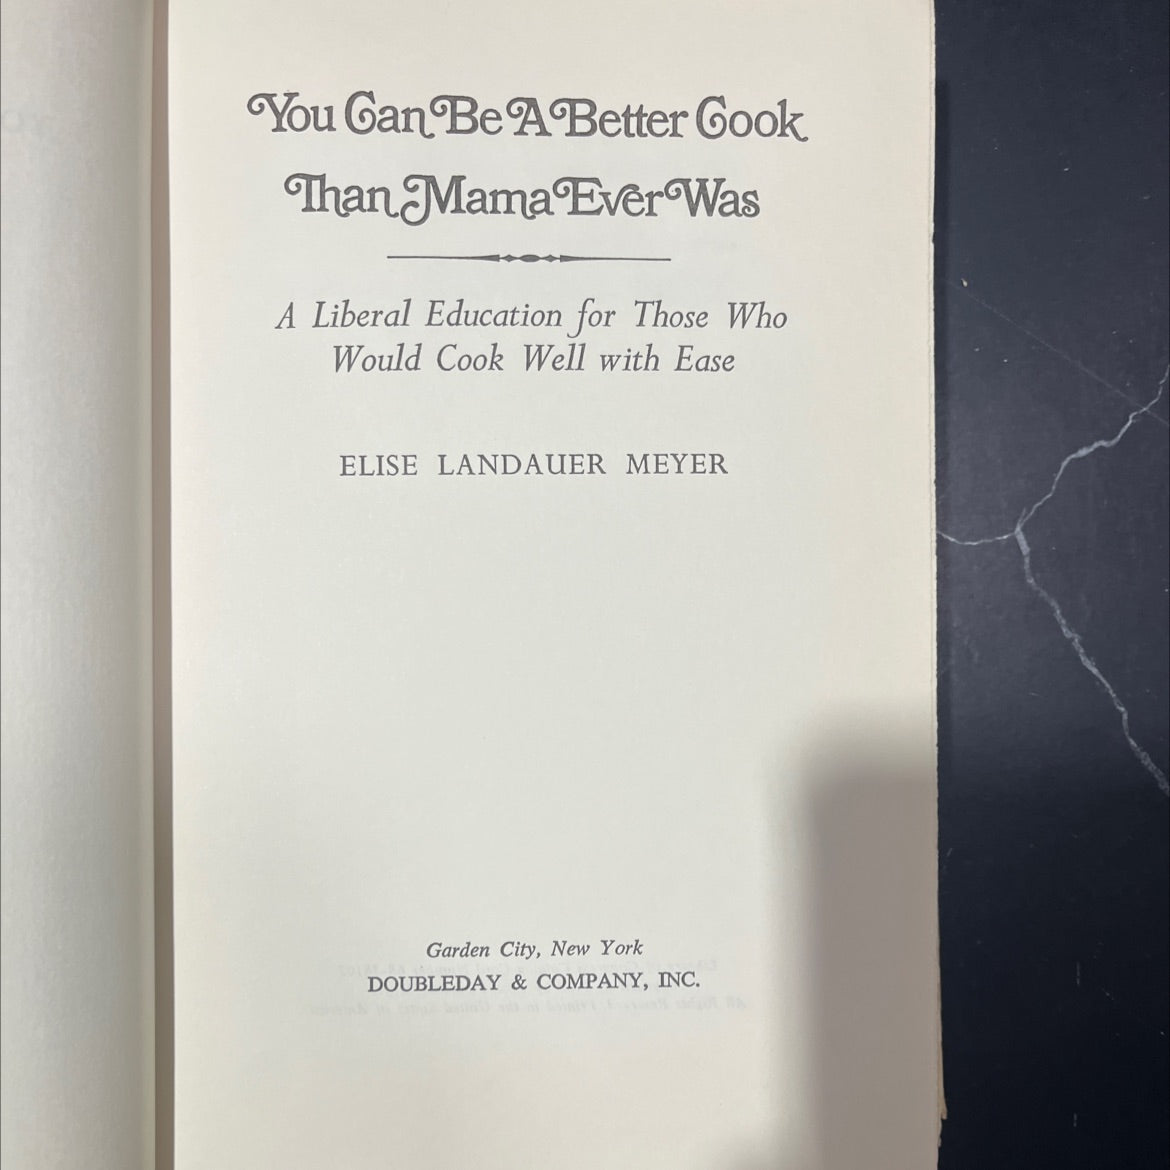 You Can Be A Better Cook
Than Mama Ever Was
A Liberal Education for Those Who
Would Cook Well with Ease
ELISE LANDAUER MEYER
Garden City, New York
DOUBLEDAY & COMPANY, INC.